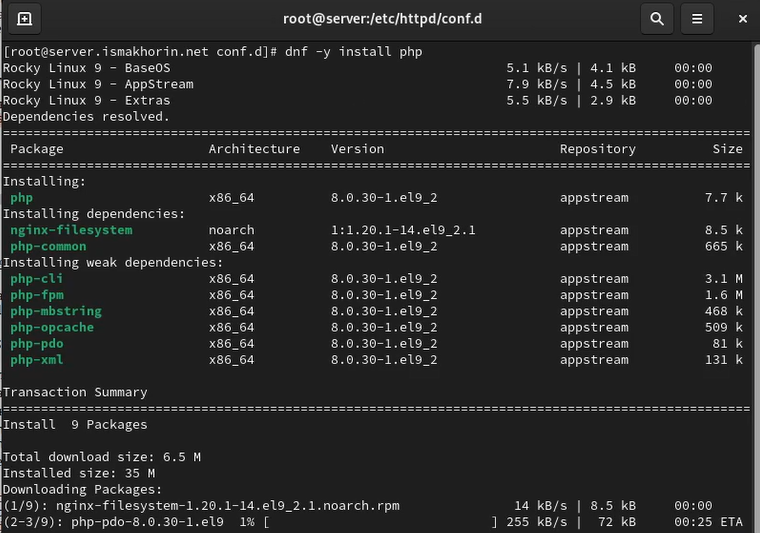 root@server:/etc/httpd/conf.d
[root@server.ismakhorin.net conf.d]# dnf -y install php
Rocky Linux 9 - BaseOS 5.1 kB/s | 4.1 kB 00:00
Rocky Linux 9 - AppStream 7.9 kB/s | 4.5 kB 00:00
Rocky Linux 9 - Extras 5.5 kB/s | 2.9 kB 00:00
Dependencies resolved.
================================================================================
Package Architecture Version Repository Size
================================================================================
Installing:
php x86_64 8.0.30-1.el9_2 appstream 7.7 k
Installing dependencies:
nginx-filesystem noarch 1:1.20.1-14.el9_2.1 appstream 8.5 k
php-common x86_64 8.0.30-1.el9_2 appstream 665 k
Installing weak dependencies:
php-cli x86_64 8.0.30-1.el9_2 appstream 3.1 M
php-fpm x86_64 8.0.30-1.el9_2 appstream 1.6 M
php-mbstring x86_64 8.0.30-1.el9_2 appstream 468 k
php-opcache x86_64 8.0.30-1.el9_2 appstream 509 k
php-pdo x86_64 8.0.30-1.el9_2 appstream 81 k
php-xml x86_64 8.0.30-1.el9_2 appstream 131 k
Transaction Summary
================================================================================
Install 9 Packages
Total download size: 6.5 M
Installed size: 35 M
Downloading Packages:
(1/9): nginx-filesystem-1.20.1-14.el9_2.1.noarch.rpm 14 kB/s | 8.5 kB 00:00
(2-3/9): php-pdo-8.0.30-1.el9 1% [ ] 255 kB/s | 72 kB 00:25 ETA